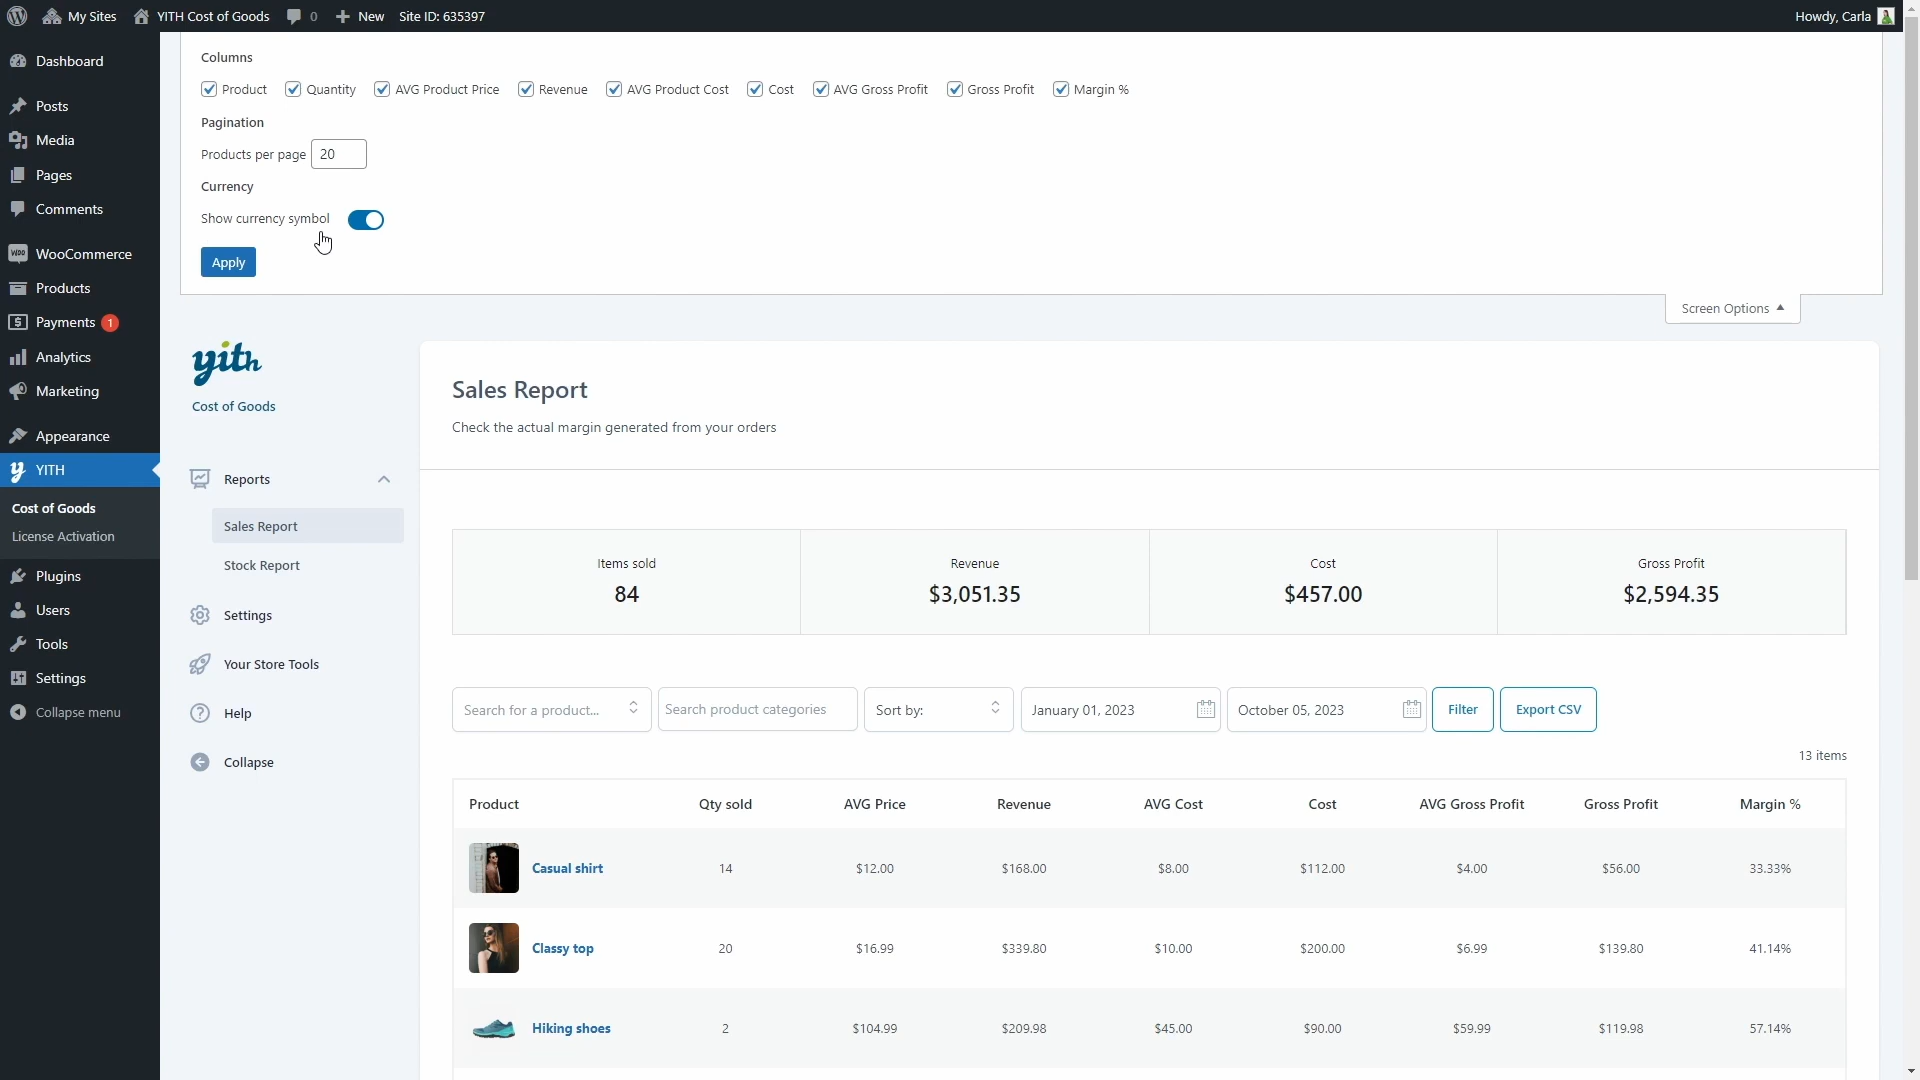 My Sites YITH Cost of Goods 0 New Site ID: 635397 Howdy, Carla
Dashboard
Posts
Media
Pages
Comments
WooCommerce
Products
Payments 1
Analytics
Marketing
Appearance
YITH
Cost of Goods
License Activation
Plugins
Users
Tools
Settings
Collapse menu
Columns
Product Quantity AVG Product Price Revenue AVG Product Cost Cost AVG Gross Profit Gross Profit Margin %
Pagination
Products per page 20
Currency
Show currency symbol
Apply
Screen Options
yith
Cost of Goods
Reports
Sales Report
Stock Report
Settings
Your Store Tools
Help
Collapse
Sales Report
Check the actual margin generated from your orders
Items sold Revenue Cost Gross Profit
84 $3,051.35 $457.00 $2,594.35
Search for a product... Search product categories Sort by: January 01, 2023 October 05, 2023 Filter Export CSV
13 items
Product Qty sold AVG Price Revenue AVG Cost Cost AVG Gross Profit Gross Profit Margin %
Casual shirt 14 $12.00 $168.00 $8.00 $112.00 $4.00 $56.00 33.33%
Classy top 20 $16.99 $339.80 $10.00 $200.00 $6.99 $139.80 41.14%
Hiking shoes 2 $104.99 $209.98 $45.00 $90.00 $59.99 $119.98 57.14%